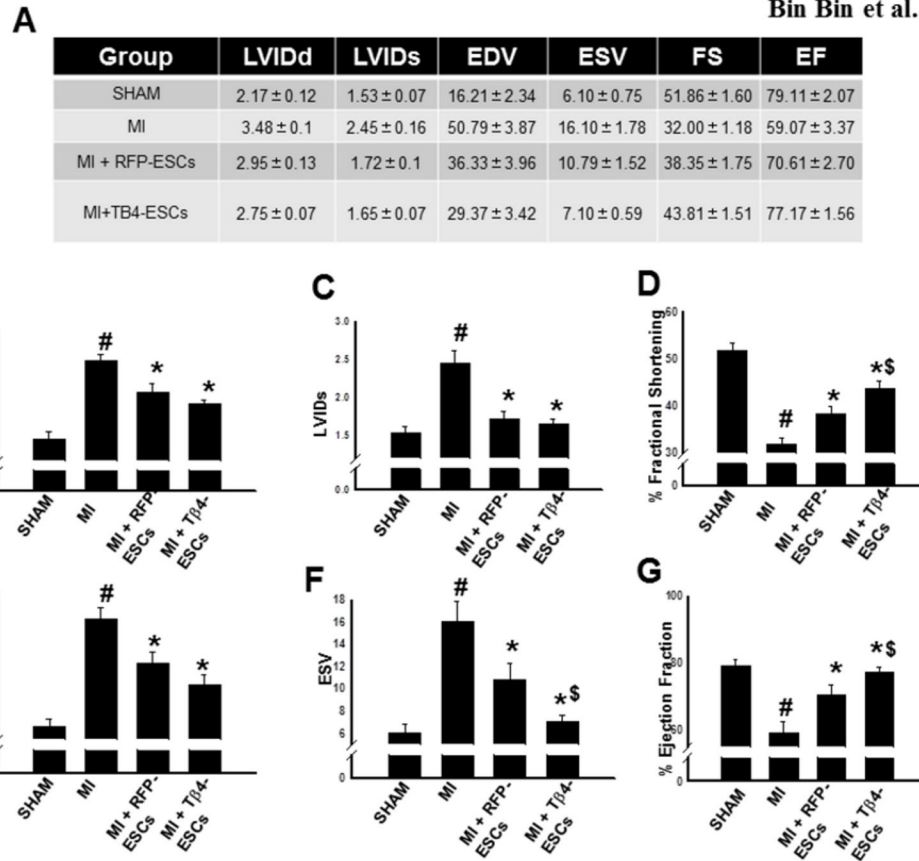 Bin Bin et al.
A
Group LVIDd LVIDs EDV ESV FS EF
SHAM 2.17 ± 0.12 1.53 ± 0.07 16.21 ± 2.34 6.10 ± 0.75 51.86 ± 1.60 79.11 ± 2.07
MI 3.48 ± 0.1 2.45 ± 0.16 50.79 ± 3.87 16.10 ± 1.78 32.00 ± 1.18 59.07 ± 3.37
MI + RFP-ESCs 2.95 ± 0.13 1.72 ± 0.1 36.33 ± 3.96 10.79 ± 1.52 38.35 ± 1.75 70.61 ± 2.70
MI+TB4-ESCs 2.75 ± 0.07 1.65 ± 0.07 29.37 ± 3.42 7.10 ± 0.59 43.81 ± 1.51 77.17 ± 1.56
#
*
*
SHAM
MI
MI + RFP-
ESCs
MI + Tβ4-
ESCs
C
LVIDs
3.0
2.5
2.0
1.5
0.0
#
*
*
SHAM
MI
MI + RFP-
ESCs
MI + Tβ4-
ESCs
D
% Fractional Shortening
60
50
40
30
0
#
*
*$
SHAM
MI
MI + RFP-
ESCs
MI + Tβ4-
ESCs
#
*
*
SHAM
MI
MI + RFP-
ESCs
MI + Tβ4-
ESCs
F
ESV
18
16
14
12
10
8
6
0
#
*
*$
SHAM
MI
MI + RFP-
ESCs
MI + Tβ4-
ESCs
G
% Ejection Fraction
100
80
60
0
#
*
*$
SHAM
MI
MI + RFP-
ESCs
MI + Tβ4-
ESCs